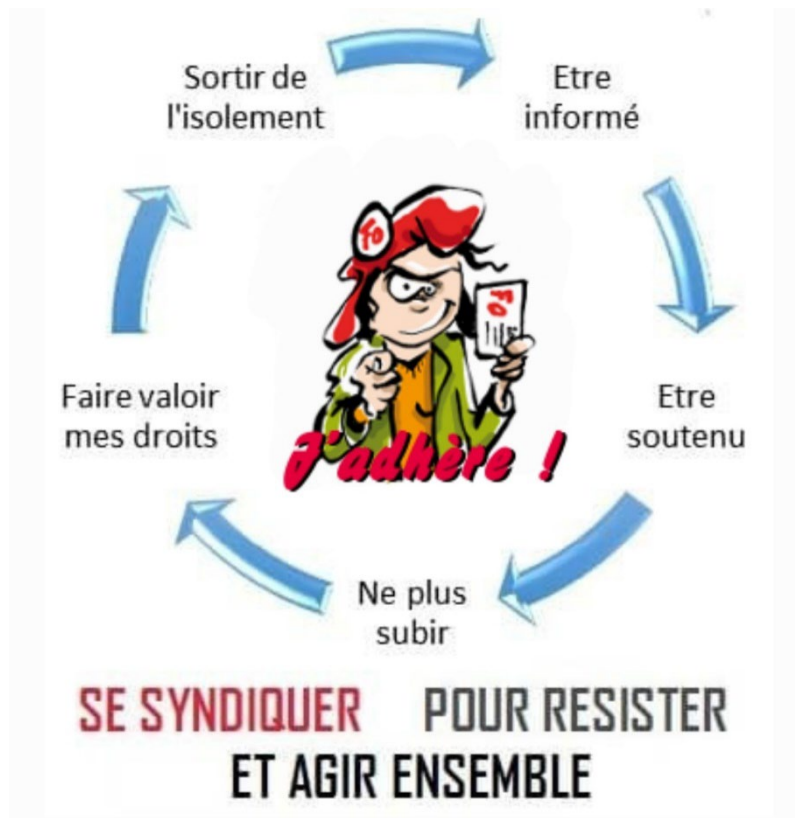 Sortir de
l'isolement
Etre
informé
Etre
soutenu
Ne plus
subir
Faire valoir
mes droits
fo
FO
J'adhère !
SE SYNDIQUER POUR RESISTER
ET AGIR ENSEMBLE